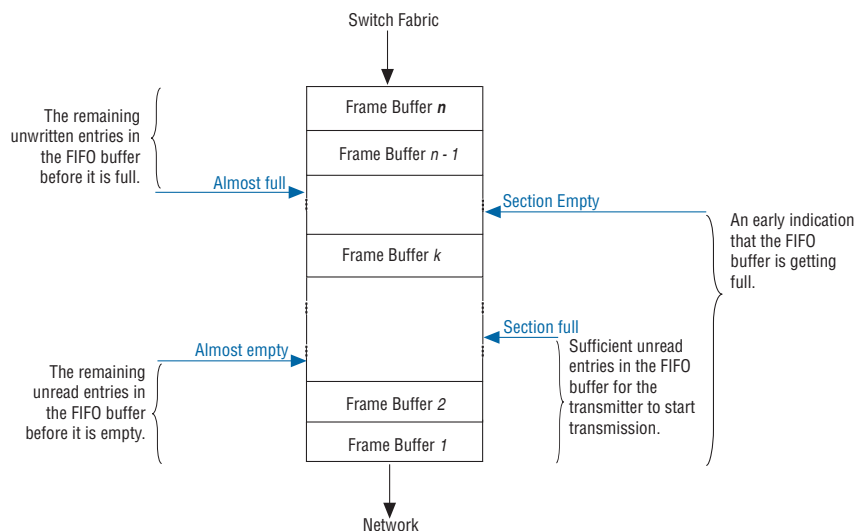 Switch Fabric
Frame Buffer n
The remaining
unwritten entries in
the FIFO buffer
before it is full.
Frame Buffer n - 1
Almost full
Section Empty
An early indication
that the FIFO
buffer is getting
full.
Frame Buffer k
Section full
Almost empty
Sufficient unread
entries in the FIFO
buffer for the
transmitter to start
transmission.
The remaining
unread entries in
the FIFO buffer
before it is empty.
Frame Buffer 2
Frame Buffer 1
Network